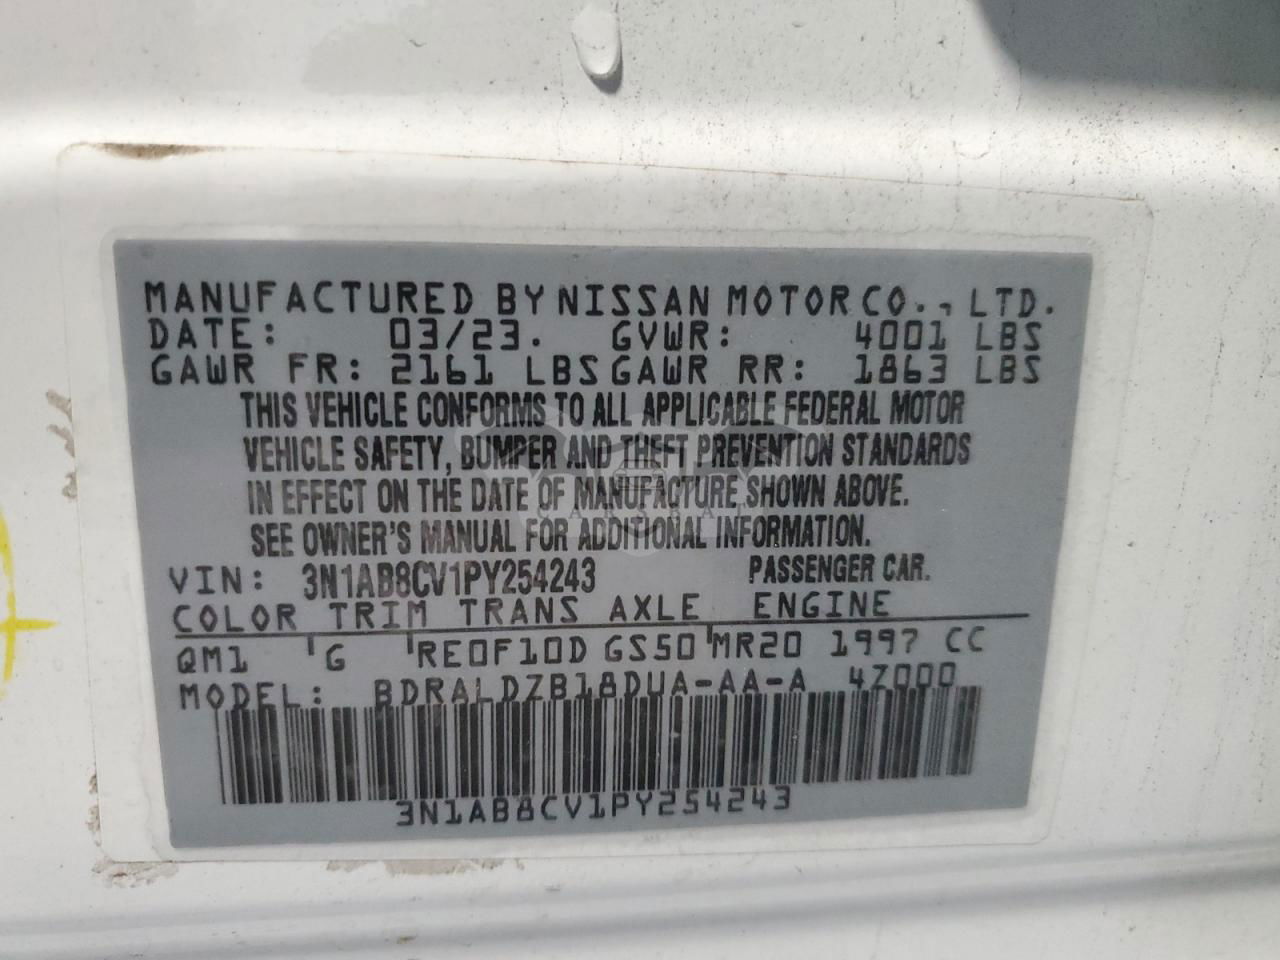 MANUFACTURED BY NISSAN MOTOR CO., LTD.
DATE: 03/23. GVWR: 4001 LBS
GAWR FR: 2161 LBS GAWR RR: 1863 LBS
THIS VEHICLE CONFORMS TO ALL APPLICABLE FEDERAL MOTOR
VEHICLE SAFETY, BUMPER AND THEFT PREVENTION STANDARDS
IN EFFECT ON THE DATE OF MANUFACTURE SHOWN ABOVE.
SEE OWNER'S MANUAL FOR ADDITIONAL INFORMATION.
VIN: 3N1AB8CV1PY254243 PASSENGER CAR.
COLOR TRIM TRANS AXLE ENGINE
QM1 G RE0F10D GS50 MR20 1997 CC
MODEL: BDRALDZB18DUA-AA-A 4Z000
3N1AB8CV1PY254243